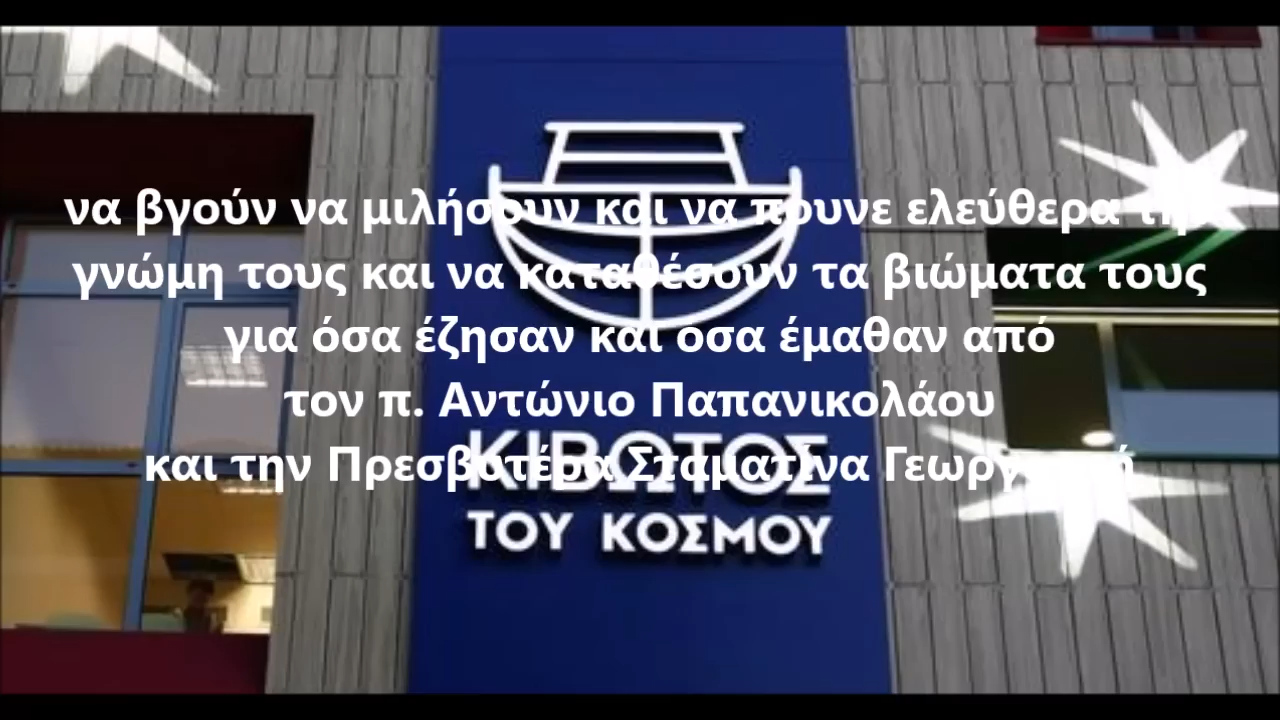 να βγούν να μιλήσουν και να πουνε ελεύθερα την
γνώμη τους και να καταθέσουν τα βιώματα τους
για όσα έζησαν και όσα έμαθαν από
τον π. Αντώνιο Παπανικολάου
και την Πρεσβυτέρα Σταματίνα
ΚΙΒΩΤΟΣ
ΤΟΥ ΚΟΣΜΟΥ